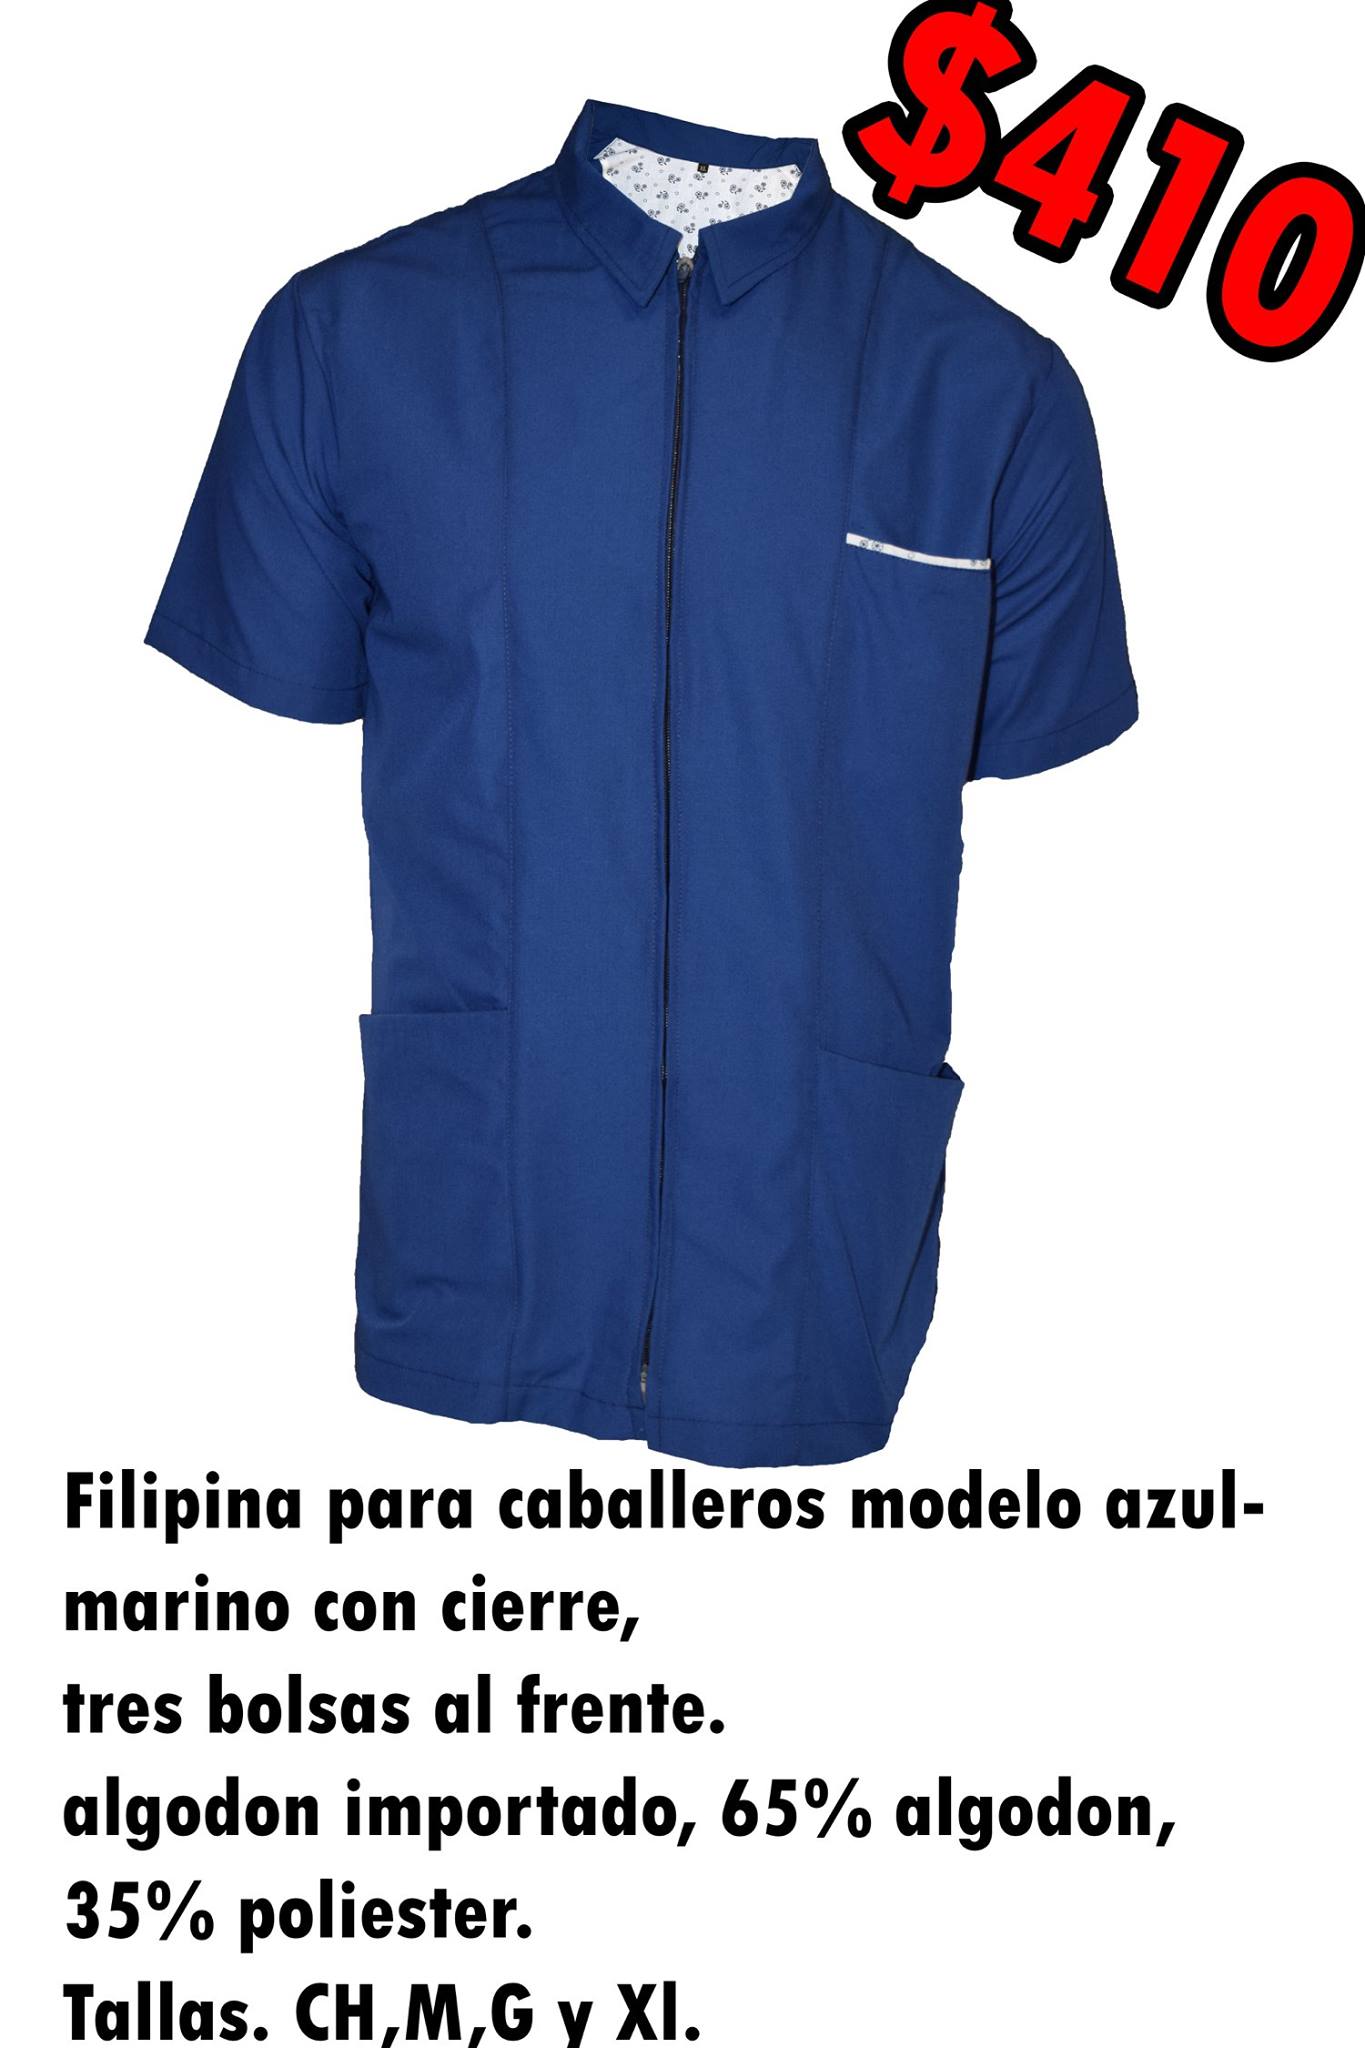 $410
Filipina para caballeros modelo azul-
marino con cierre,
tres bolsas al frente.
algodon importado, 65% algodon,
35% poliester.
Tallas. CH,M,G y Xl.